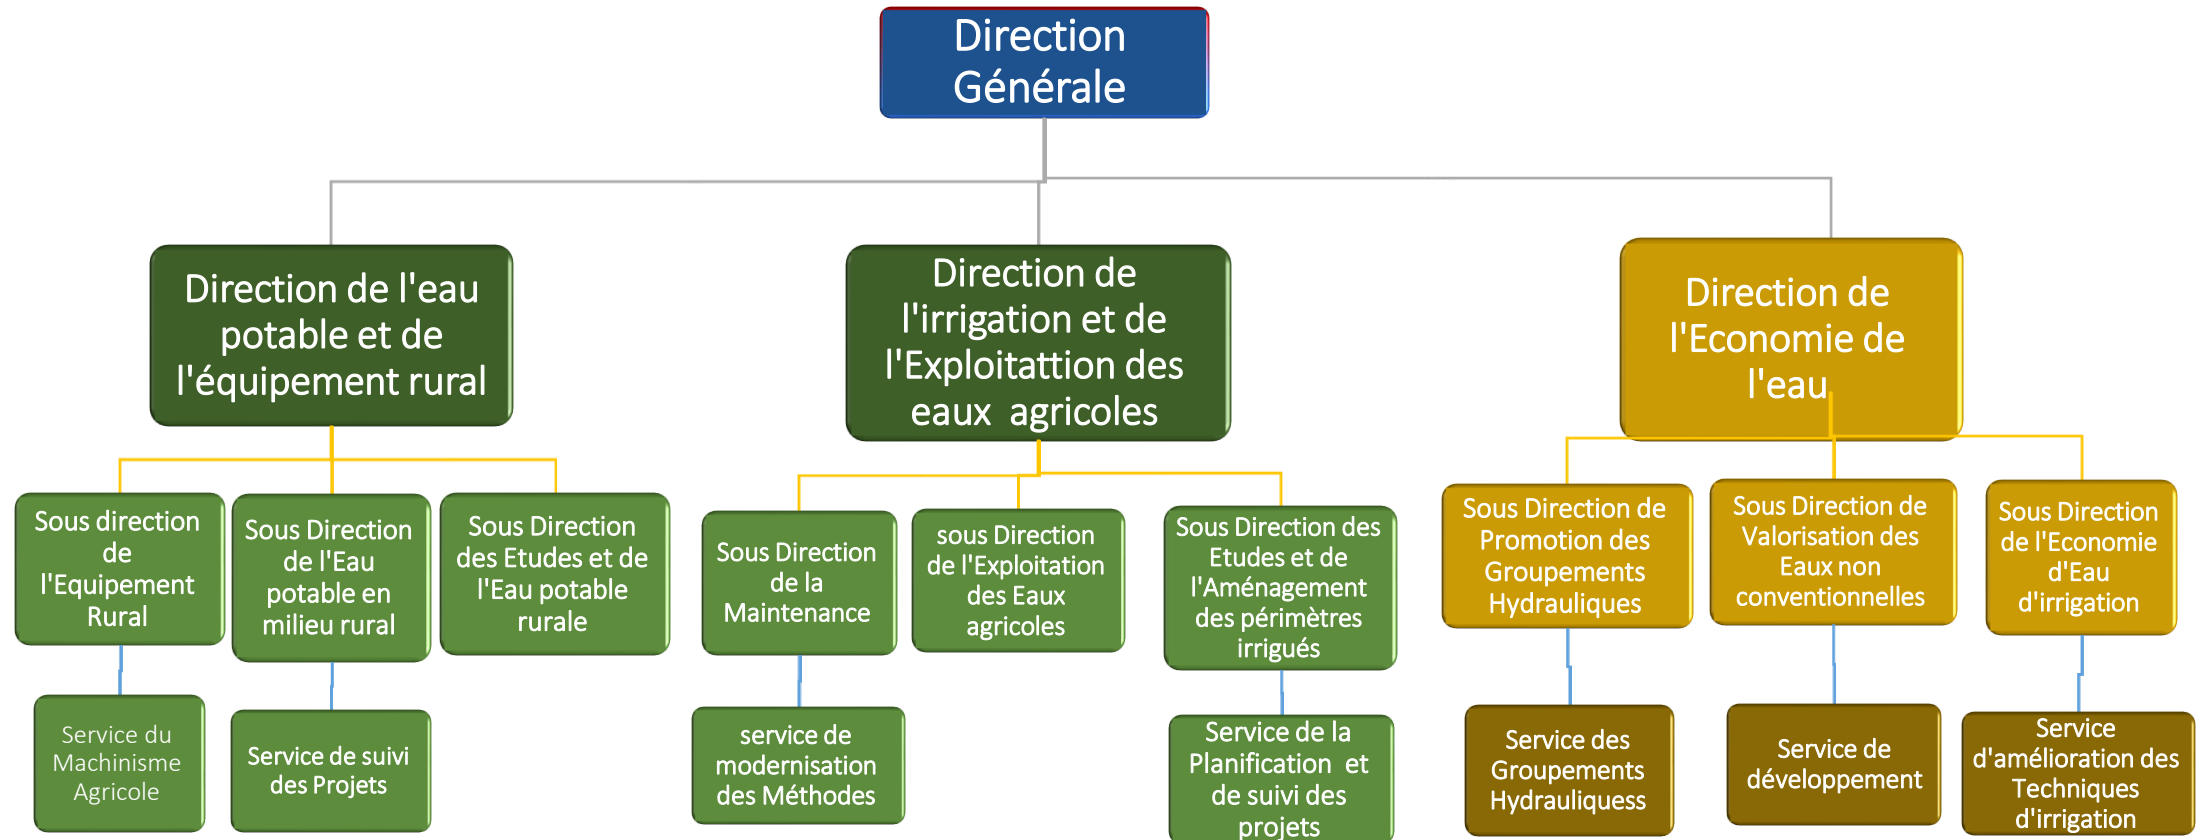 Direction
Générale
Direction de l'eau
potable et de
l'équipement rural
Direction de
l'irrigation et de
l'Exploitattion des
eaux  agricoles
Direction de
l'Economie de
l'eau
Sous direction
de
l'Equipement
Rural
Sous Direction
de l'Eau
potable en
milieu rural
Sous Direction
des Etudes et de
l'Eau potable
rurale
Sous Direction
de la
Maintenance
sous Direction
de l'Exploitation
des Eaux
agricoles
Sous Direction des
Etudes et de
l'Aménagement
des périmètres
irrigués
Sous Direction de
Promotion des
Groupements
Hydrauliques
Sous Direction de
Valorisation des
Eaux non
conventionnelles
Sous Direction
de l'Economie
d'Eau
d'irrigation
Service du
Machinisme
Agricole
Service de suivi
des Projets
service de
modernisation
des Méthodes
Service de la
Planification  et
de suivi des
projets
Service des
Groupements
Hydrauliquess
Service de
développement
Service
d'amélioration des
Techniques
d'irrigation